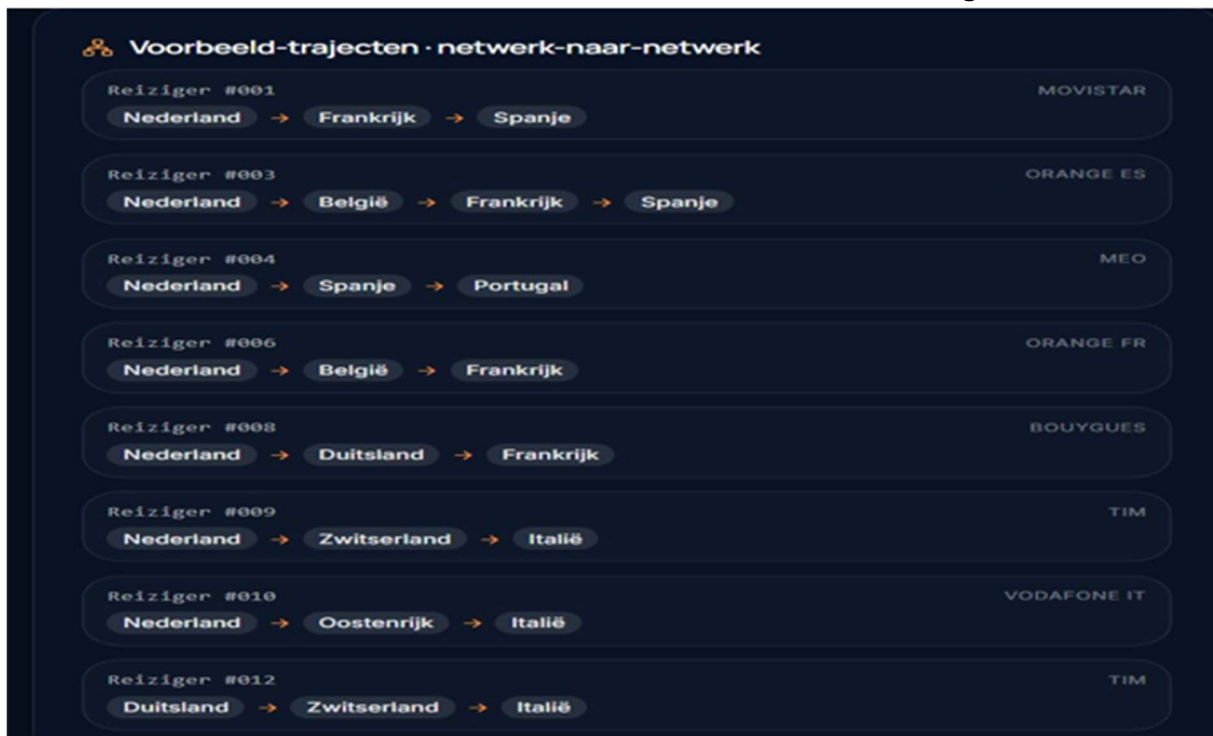 Voorbeeld-trajecten · netwerk-naar-netwerk
Reiziger #001 MOVISTAR
Nederland → Frankrijk → Spanje
Reiziger #003 ORANGE ES
Nederland → België → Frankrijk → Spanje
Reiziger #004 MEO
Nederland → Spanje → Portugal
Reiziger #006 ORANGE FR
Nederland → België → Frankrijk
Reiziger #008 BOUYGUES
Nederland → Duitsland → Frankrijk
Reiziger #009 TIM
Nederland → Zwitserland → Italië
Reiziger #010 VODAFONE IT
Nederland → Oostenrijk → Italië
Reiziger #012 TIM
Duitsland → Zwitserland → Italië